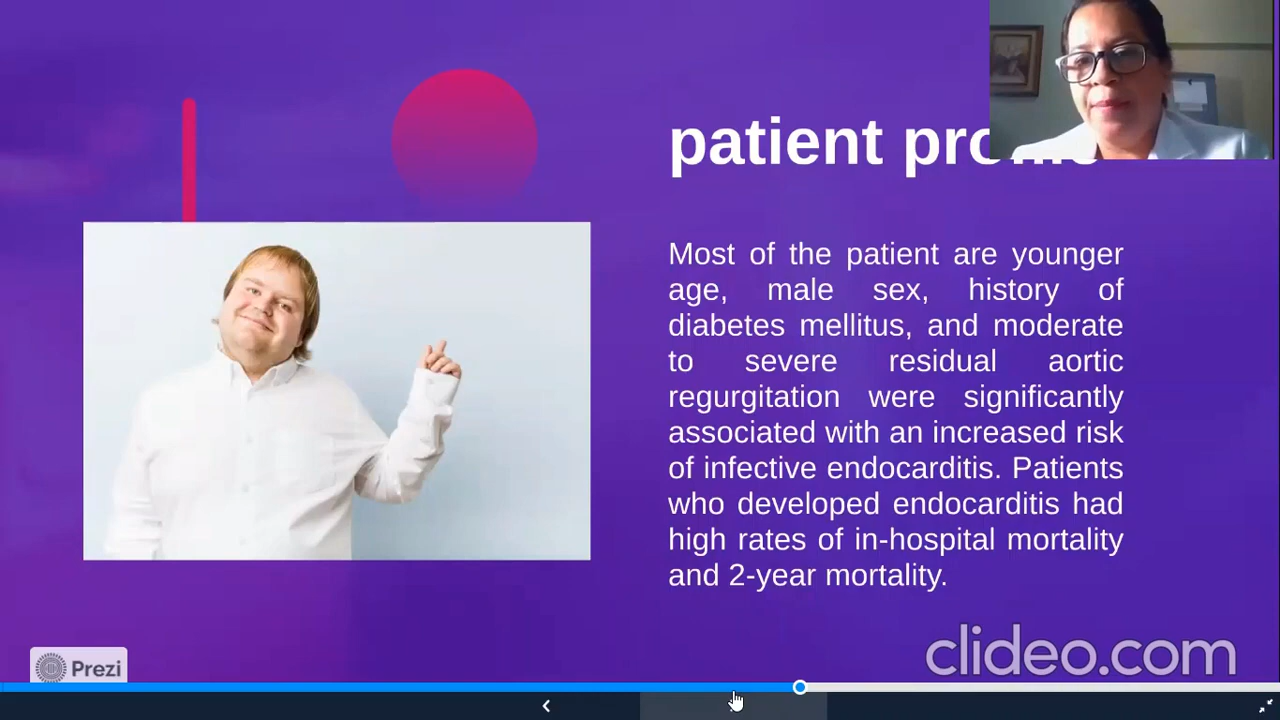 patient
Most of the patient are younger
age, male sex, history of
diabetes mellitus, and moderate
to severe residual aortic
regurgitation were significantly
associated with an increased risk
of infective endocarditis. Patients
who developed endocarditis had
high rates of in-hospital mortality
and 2-year mortality.
clideo.com
Prezi